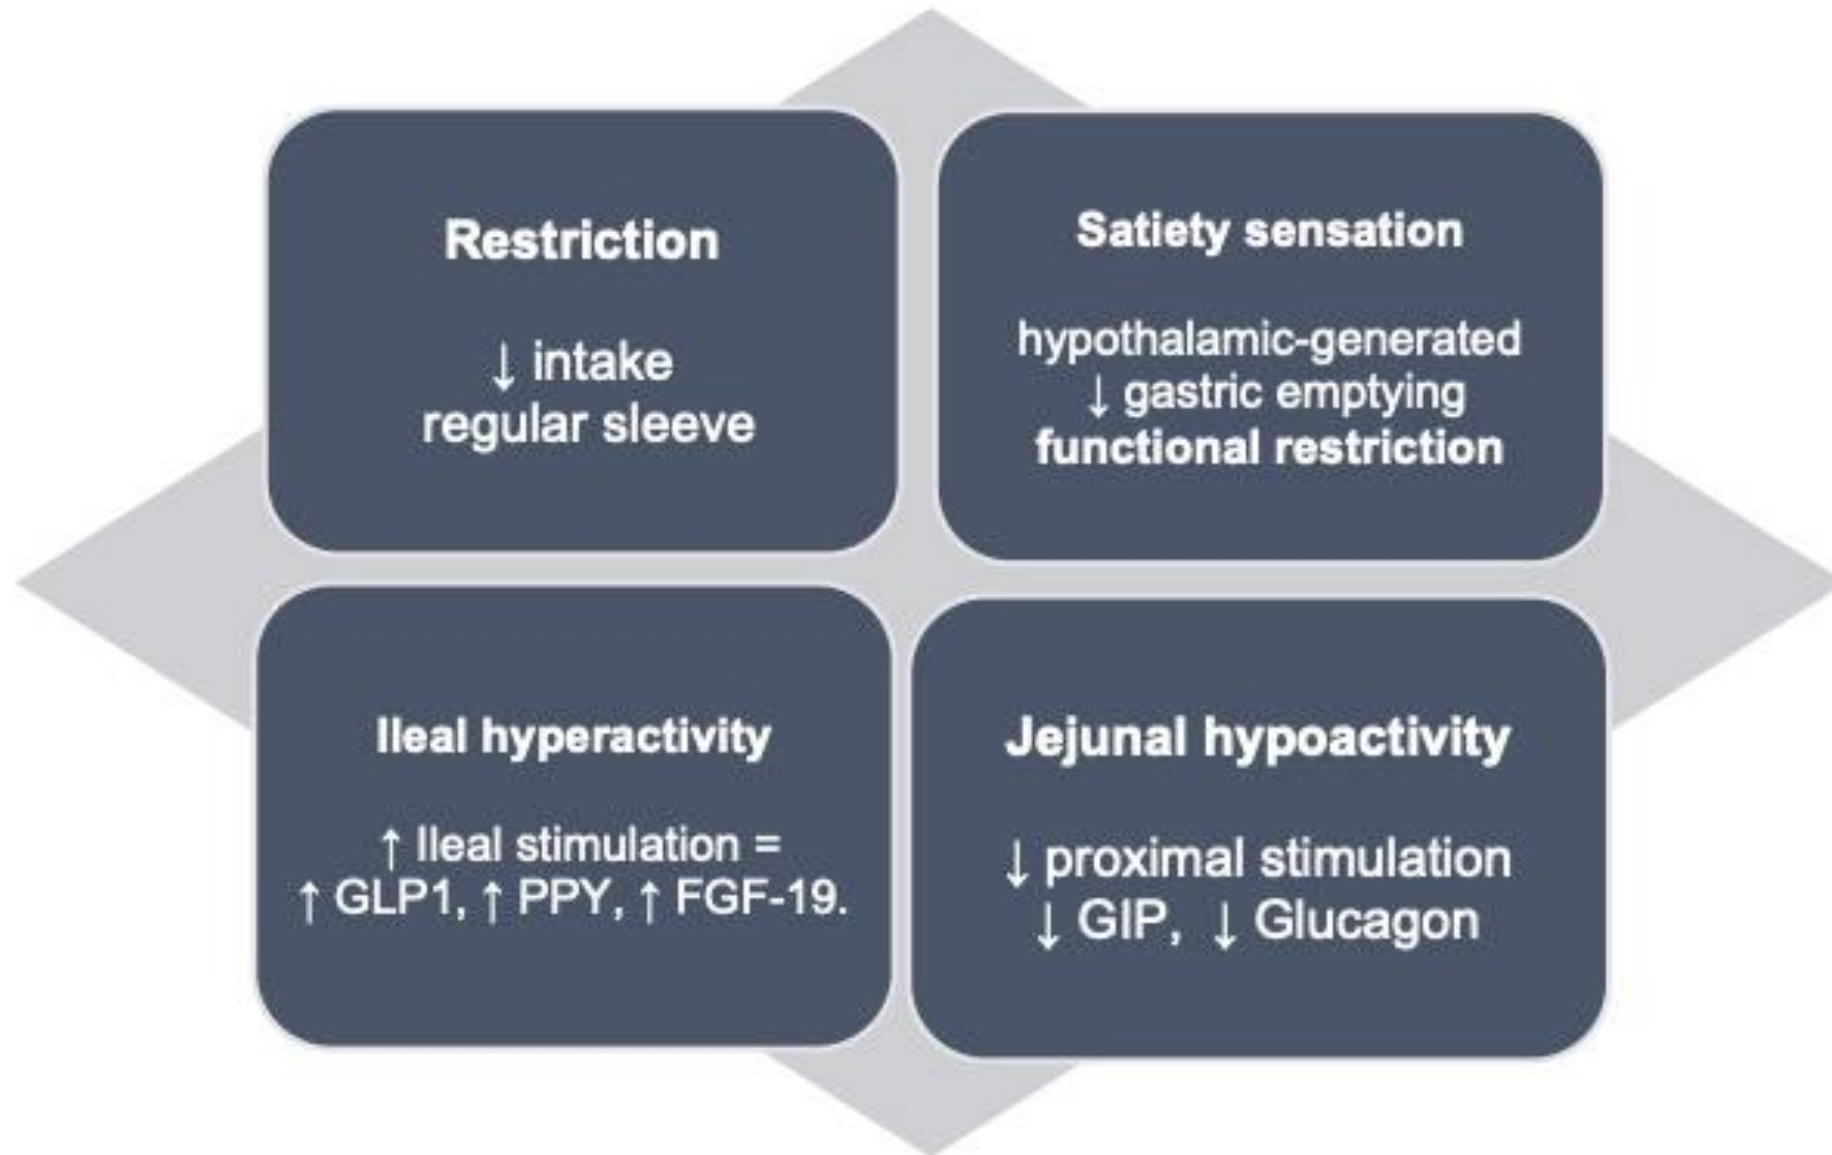 Restriction
↓ intake
regular sleeve
Satiety sensation
hypothalamic-generated
↓ gastric emptying
functional restriction
Ileal hyperactivity
↑ Ileal stimulation =
↑ GLP1, ↑ PPY, ↑ FGF-19.
Jejunal hypoactivity
↓ proximal stimulation
↓ GIP, ↓ Glucagon